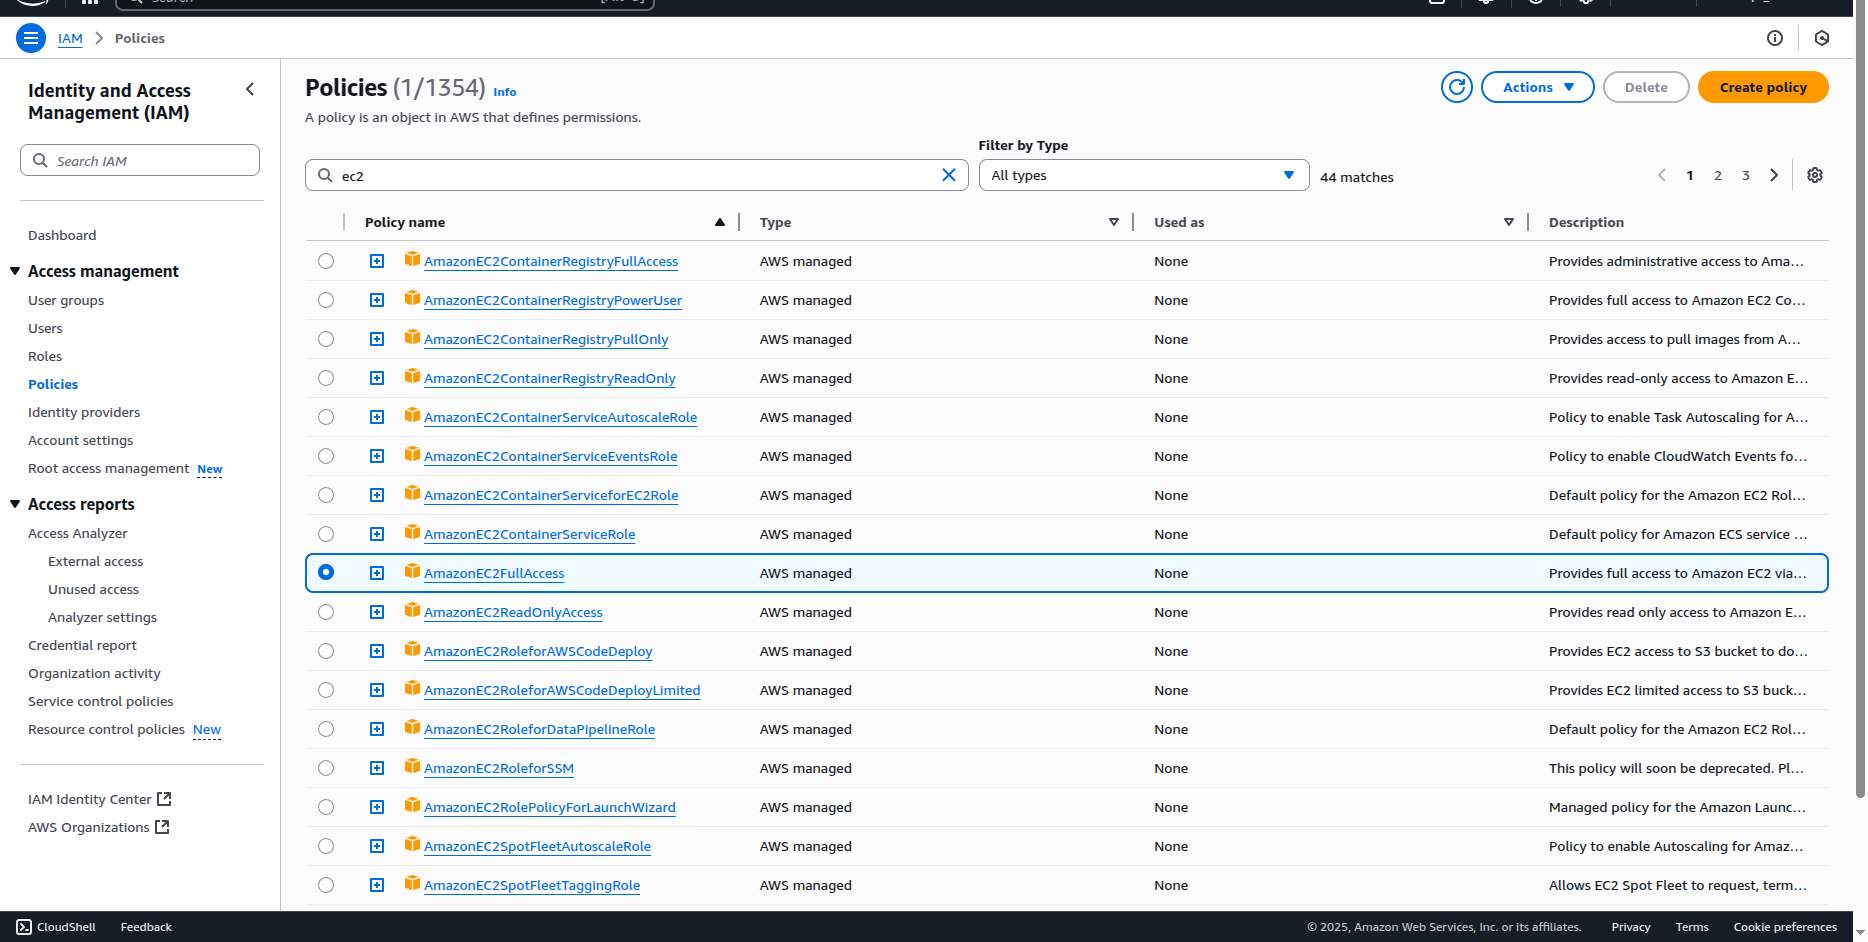 IAM > Policies
Identity and Access
Management (IAM)
Search IAM
Dashboard
Access management
User groups
Users
Roles
Policies
Identity providers
Account settings
Root access management New
Access reports
Access Analyzer
External access
Unused access
Analyzer settings
Credential report
Organization activity
Service control policies
Resource control policies New
IAM Identity Center
AWS Organizations
Policies (1/1354) Info
Actions
Delete
Create policy
A policy is an object in AWS that defines permissions.
Filter by Type
ec2
All types
44 matches
1 2 3
Policy name Type Used as Description
AmazonEC2ContainerRegistryFullAccess AWS managed None Provides administrative access to Ama...
AmazonEC2ContainerRegistryPowerUser AWS managed None Provides full access to Amazon EC2 Co...
AmazonEC2ContainerRegistryPullOnly AWS managed None Provides access to pull images from A...
AmazonEC2ContainerRegistryReadOnly AWS managed None Provides read-only access to Amazon E...
AmazonEC2ContainerServiceAutoscaleRole AWS managed None Policy to enable Task Autoscaling for A...
AmazonEC2ContainerServiceEventsRole AWS managed None Policy to enable CloudWatch Events fo...
AmazonEC2ContainerServiceforEC2Role AWS managed None Default policy for the Amazon EC2 Rol...
AmazonEC2ContainerServiceRole AWS managed None Default policy for Amazon ECS service ...
AmazonEC2FullAccess AWS managed None Provides full access to Amazon EC2 via...
AmazonEC2ReadOnlyAccess AWS managed None Provides read only access to Amazon E...
AmazonEC2RoleforAWSCodeDeploy AWS managed None Provides EC2 access to S3 bucket to do...
AmazonEC2RoleforAWSCodeDeployLimited AWS managed None Provides EC2 limited access to S3 buck...
AmazonEC2RoleforDataPipelineRole AWS managed None Default policy for the Amazon EC2 Rol...
AmazonEC2RoleforSSM AWS managed None This policy will soon be deprecated. Pl...
AmazonEC2RolePolicyForLaunchWizard AWS managed None Managed policy for the Amazon Launc...
AmazonEC2SpotFleetAutoscaleRole AWS managed None Policy to enable Autoscaling for Amaz...
AmazonEC2SpotFleetTaggingRole AWS managed None Allows EC2 Spot Fleet to request, term...
CloudShell Feedback © 2025, Amazon Web Services, Inc. or its affiliates. Privacy Terms Cookie preferences